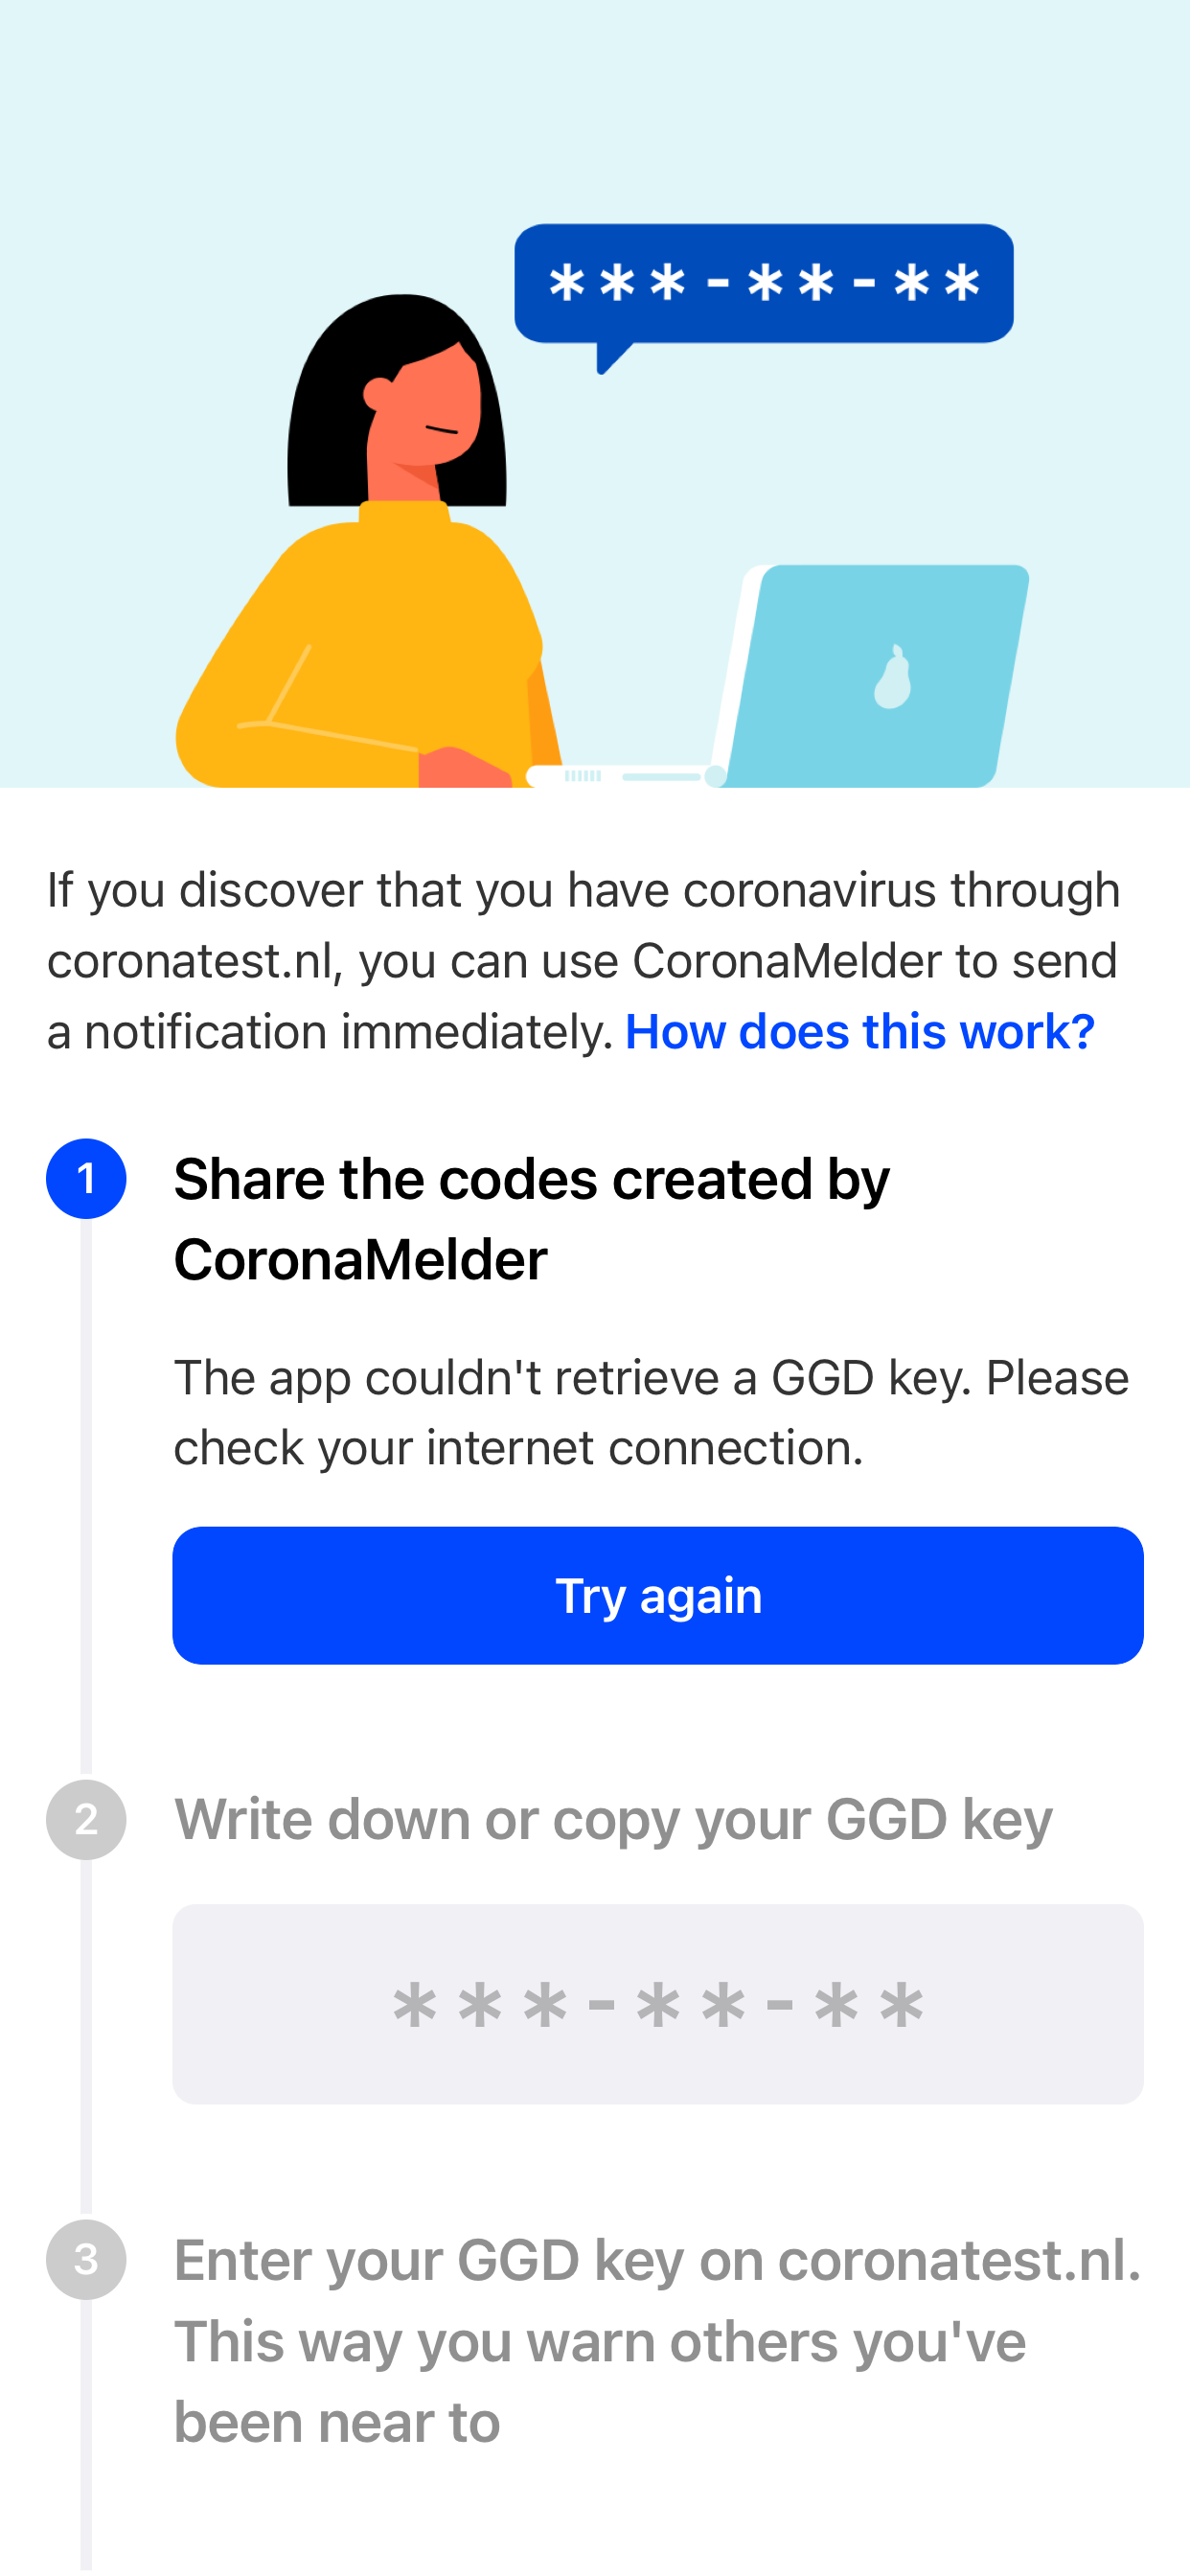 ***-**-**
If you discover that you have coronavirus through
coronatest.nl, you can use CoronaMelder to send
a notification immediately. How does this work?
1
Share the codes created by
CoronaMelder
The app couldn't retrieve a GGD key. Please
check your internet connection.
Try again
2
Write down or copy your GGD key
***-**-**
3
Enter your GGD key on coronatest.nl.
This way you warn others you've
been near to